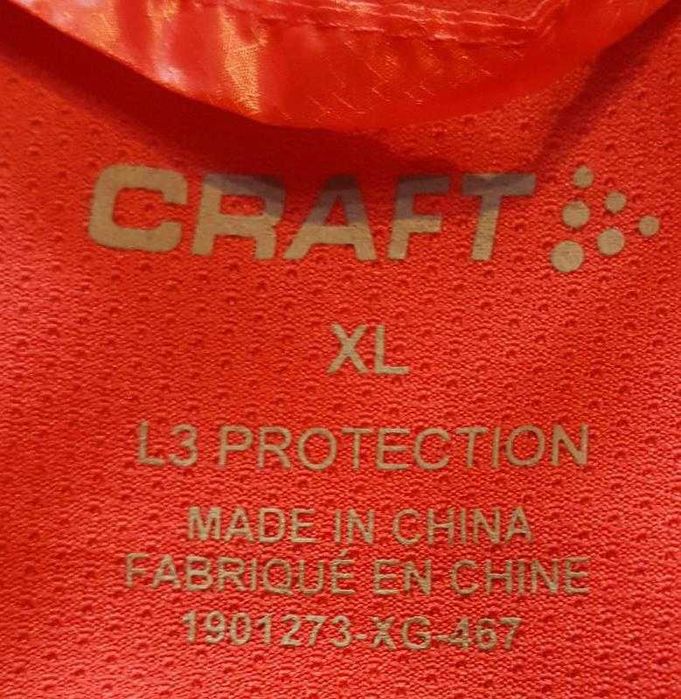 CRAFT
XL
L3 PROTECTION
MADE IN CHINA
FABRIQUÉ EN CHINE
1901273-XG-467